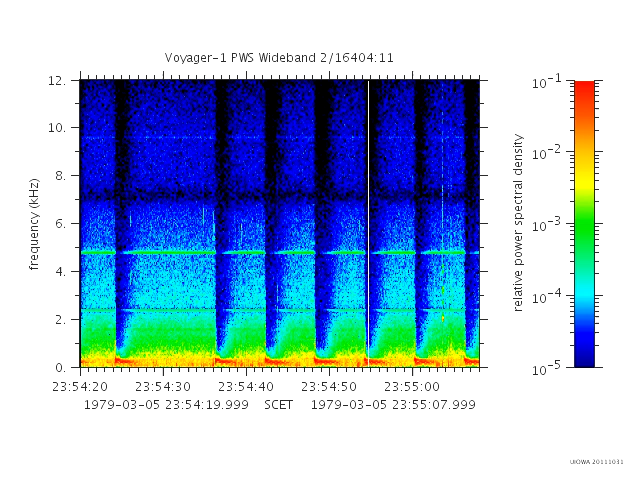 Voyager-1 PWS Wideband 2/16404:11
12.
10.
8.
6.
4.
2.
0.
frequency (kHz)
23:54:20 23:54:30 23:54:40 23:54:50 23:55:00
1979-03-05 23:54:19.999 SCET 1979-03-05 23:55:07.999
relative power spectral density
10-1
10-2
10-3
10-4
10-5
UIOWA 20111031